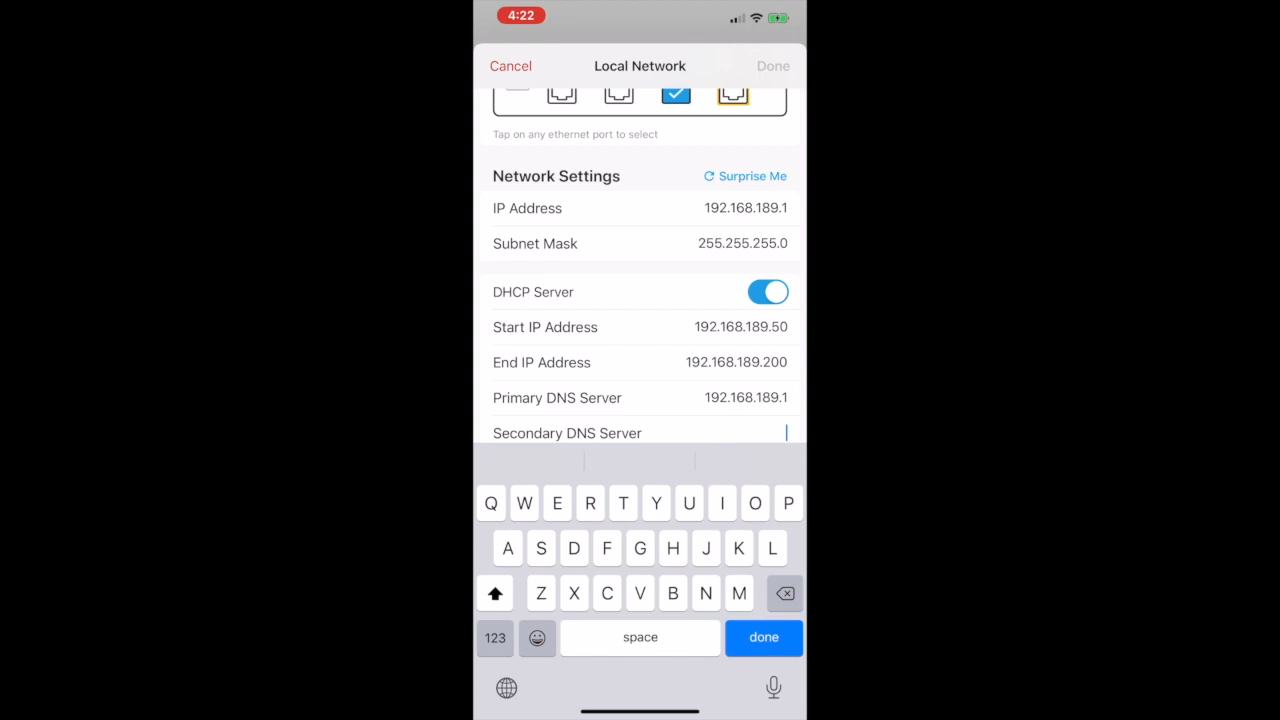 4:22
Cancel Local Network Done
Tap on any ethernet port to select
Network Settings Surprise Me
IP Address 192.168.189.1
Subnet Mask 255.255.255.0
DHCP Server
Start IP Address 192.168.189.50
End IP Address 192.168.189.200
Primary DNS Server 192.168.189.1
Secondary DNS Server
Q W E R T Y U I O P
A S D F G H J K L
Z X C V B N M
123 space done